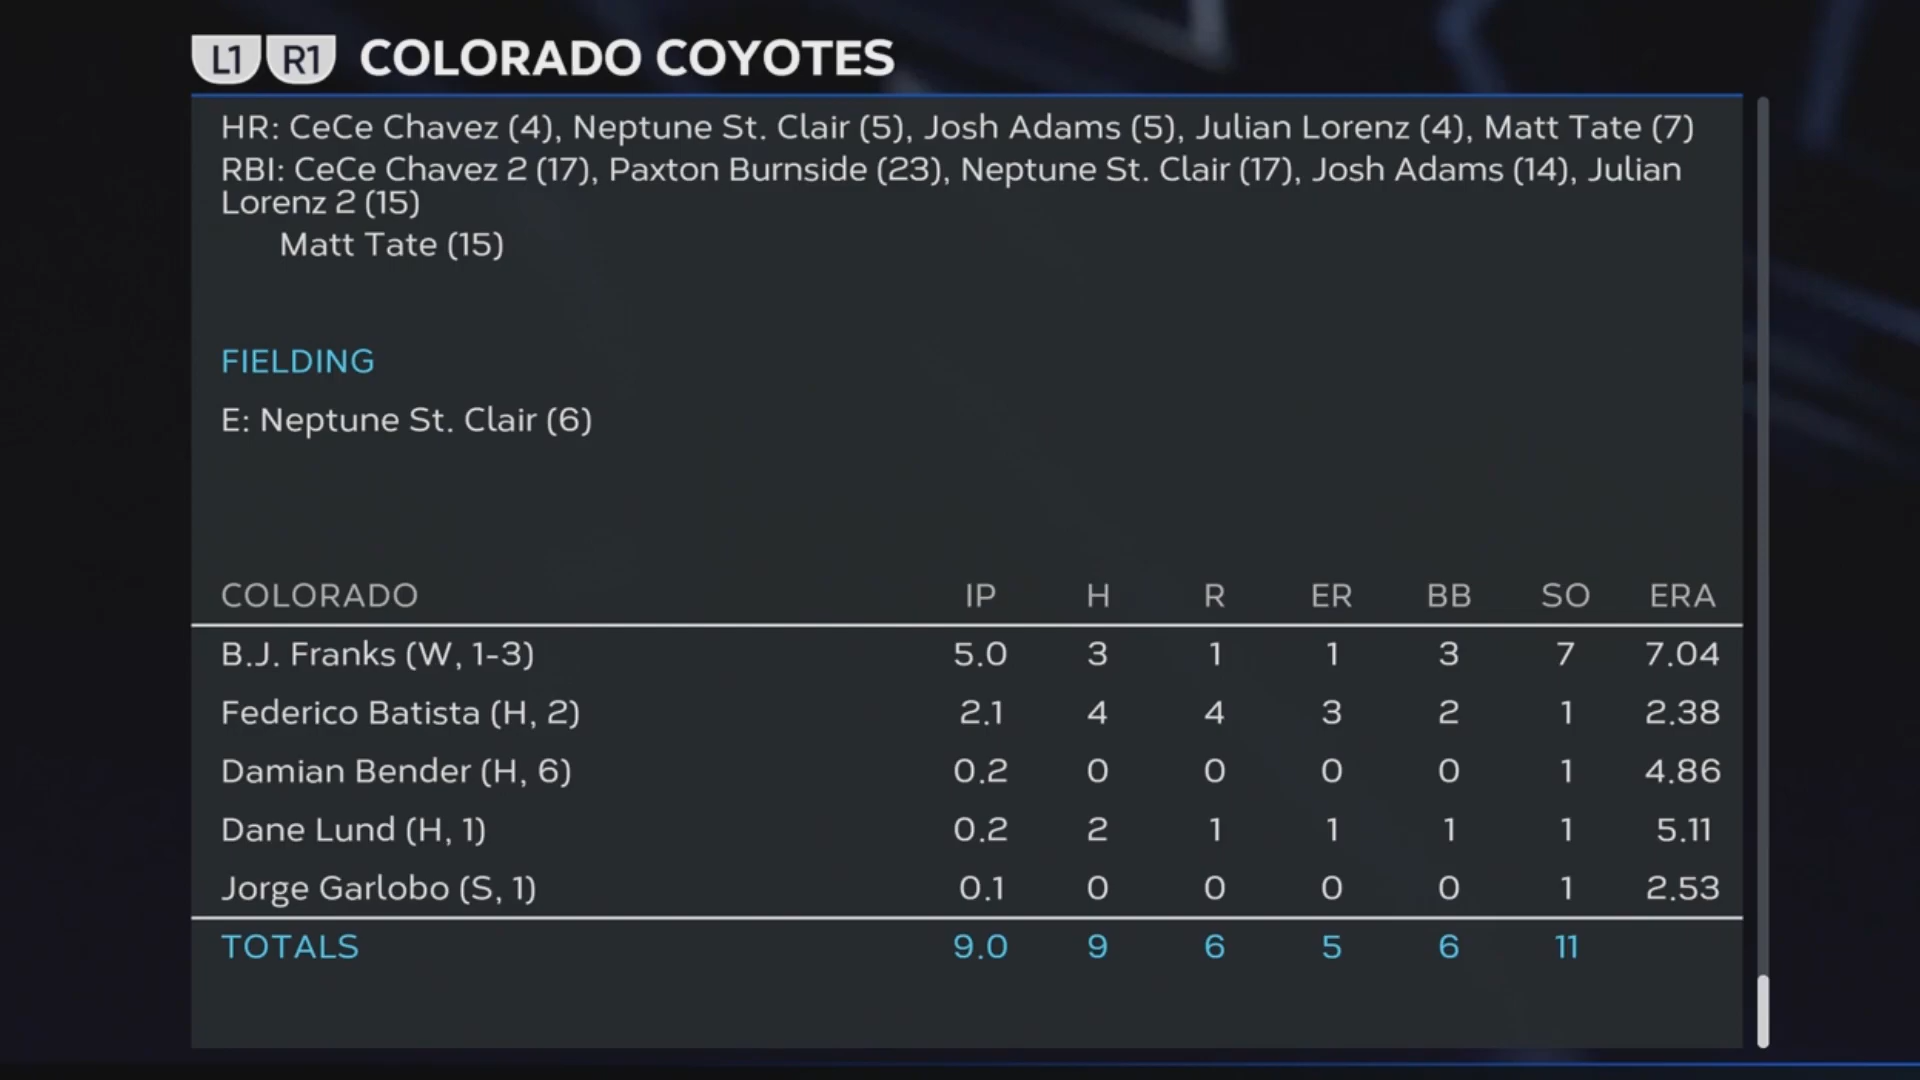 L1 R1 COLORADO COYOTES
HR: CeCe Chavez (4), Neptune St. Clair (5), Josh Adams (5), Julian Lorenz (4), Matt Tate (7)
RBI: CeCe Chavez 2 (17), Paxton Burnside (23), Neptune St. Clair (17), Josh Adams (14), Julian
Lorenz 2 (15)
Matt Tate (15)
FIELDING
E: Neptune St. Clair (6)
COLORADO IP H R ER BB SO ERA
B.J. Franks (W, 1-3) 5.0 3 1 1 3 7 7.04
Federico Batista (H, 2) 2.1 4 4 3 2 1 2.38
Damian Bender (H, 6) 0.2 0 0 0 0 1 4.86
Dane Lund (H, 1) 0.2 2 1 1 1 1 5.11
Jorge Garlobo (S, 1) 0.1 0 0 0 0 1 2.53
TOTALS 9.0 9 6 5 6 11